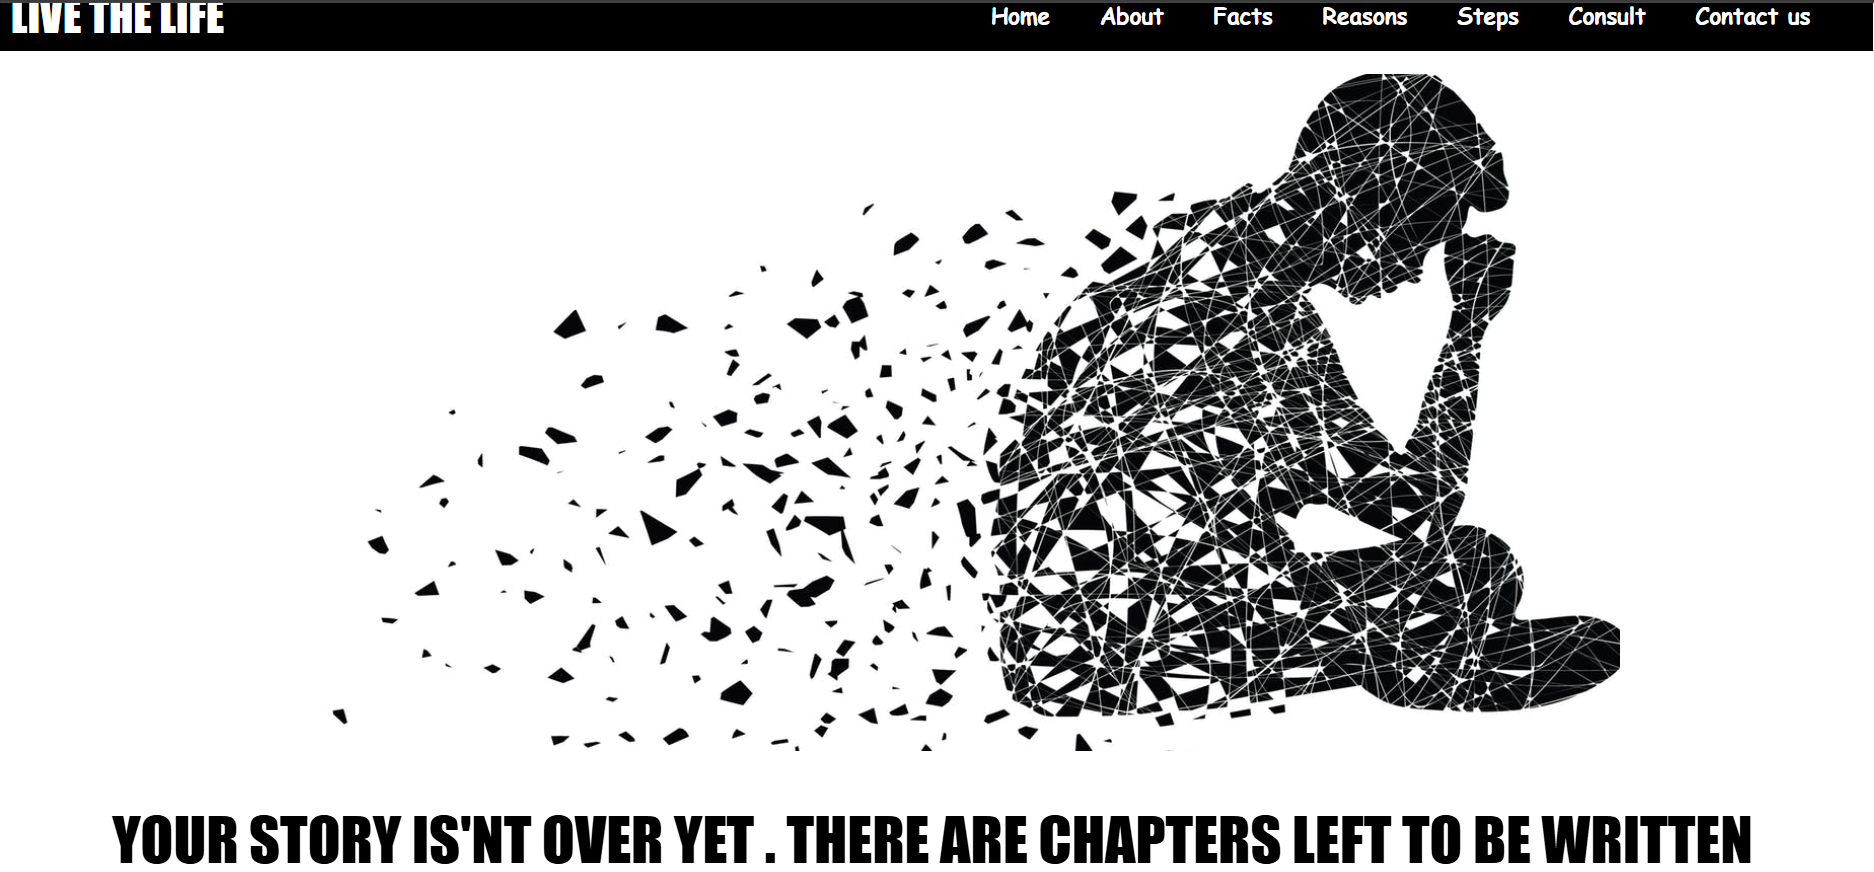 LIVE THE LIFE
Home About Facts Reasons Steps Consult Contact us
YOUR STORY IS'NT OVER YET . THERE ARE CHAPTERS LEFT TO BE WRITTEN